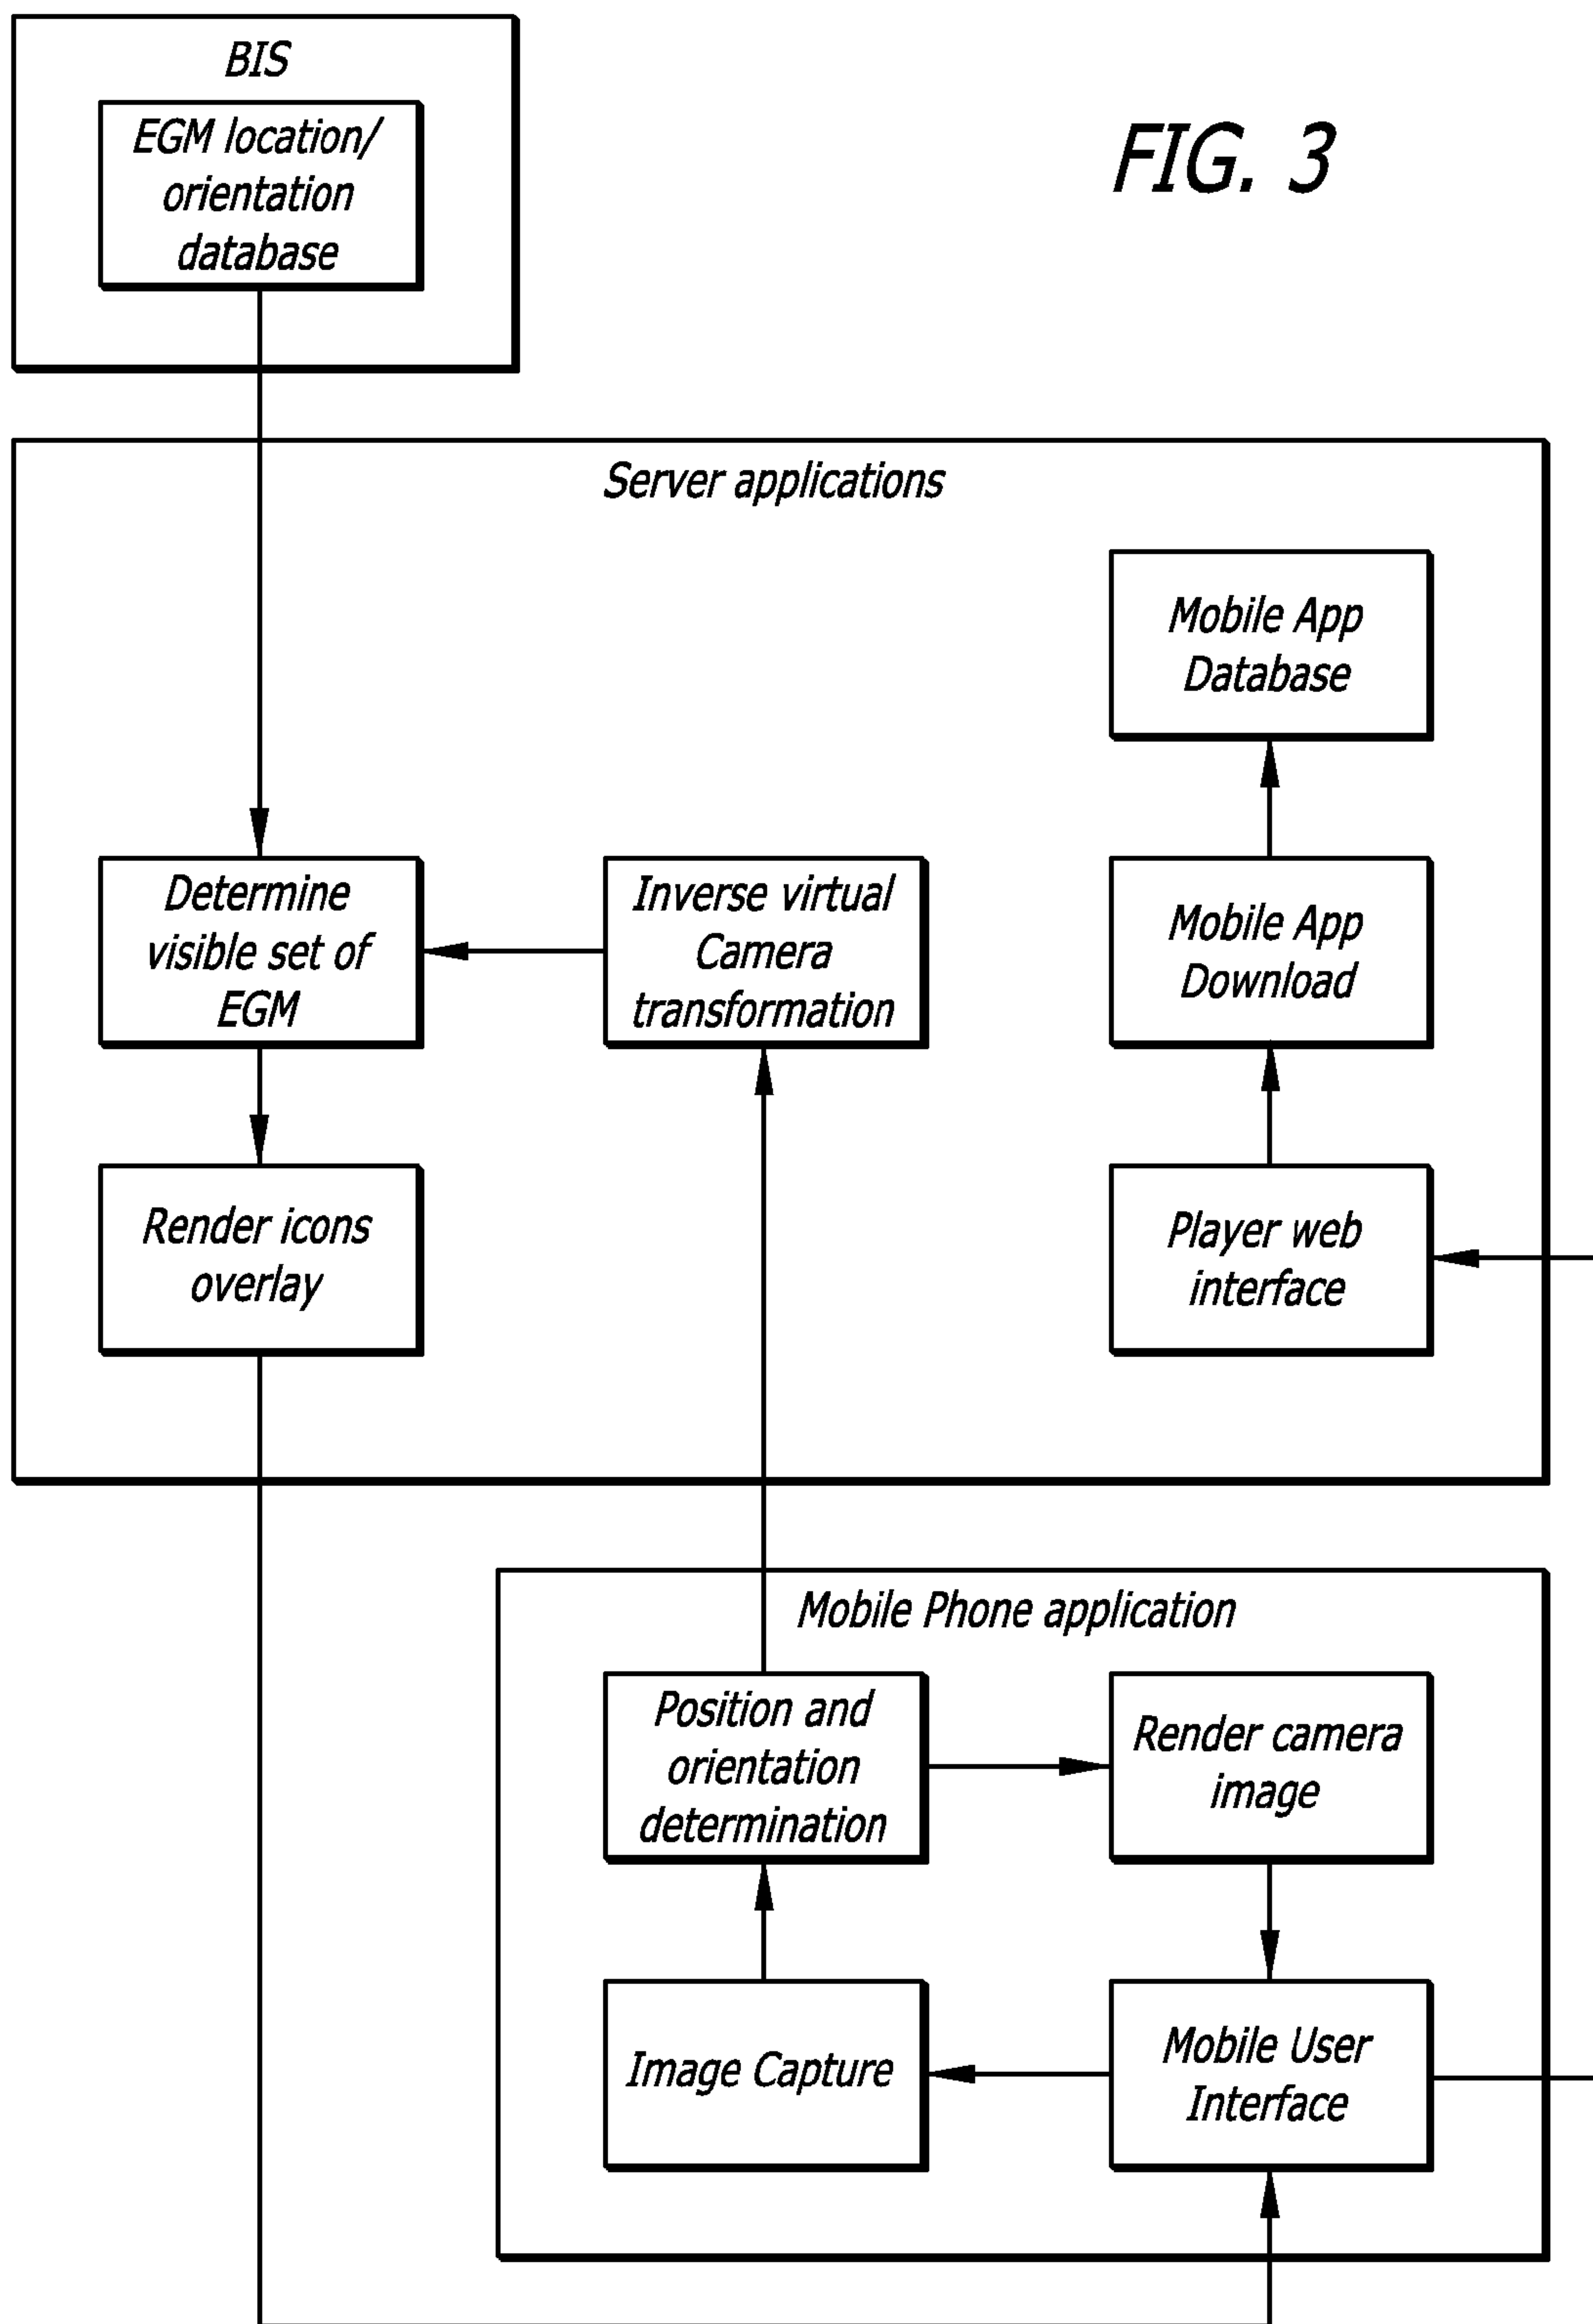 BIS
EGM location/
orientation
database
FIG. 3
Server applications
Mobile App
Database
Determine
visible set of
EGM
Inverse virtual
Camera
transformation
Mobile App
Download
Render icons
overlay
Player web
interface
Mobile Phone application
Position and
orientation
determination
Render camera
image
Image Capture
Mobile User
Interface